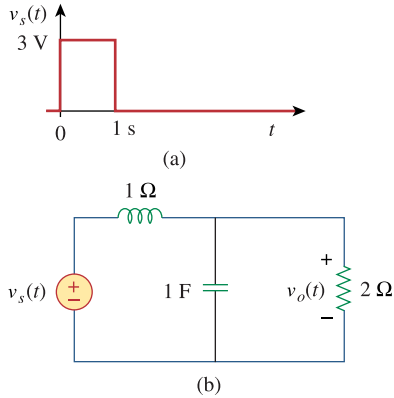 v_s(t)
3 V
0
1 s
t
(a)
1 Ω
v_s(t)
+
−
1 F
+
v_o(t)
−
2 Ω
(b)